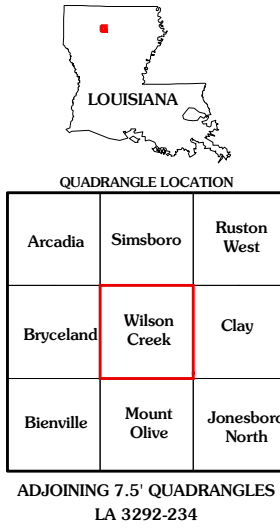 LOUISIANA
QUADRANGLE LOCATION
Arcadia
Simsboro
Ruston
West
Bryceland
Wilson
Creek
Clay
Bienville
Mount
Olive
Jonesboro
North
ADJOINING 7.5' QUADRANGLES
LA 3292-234